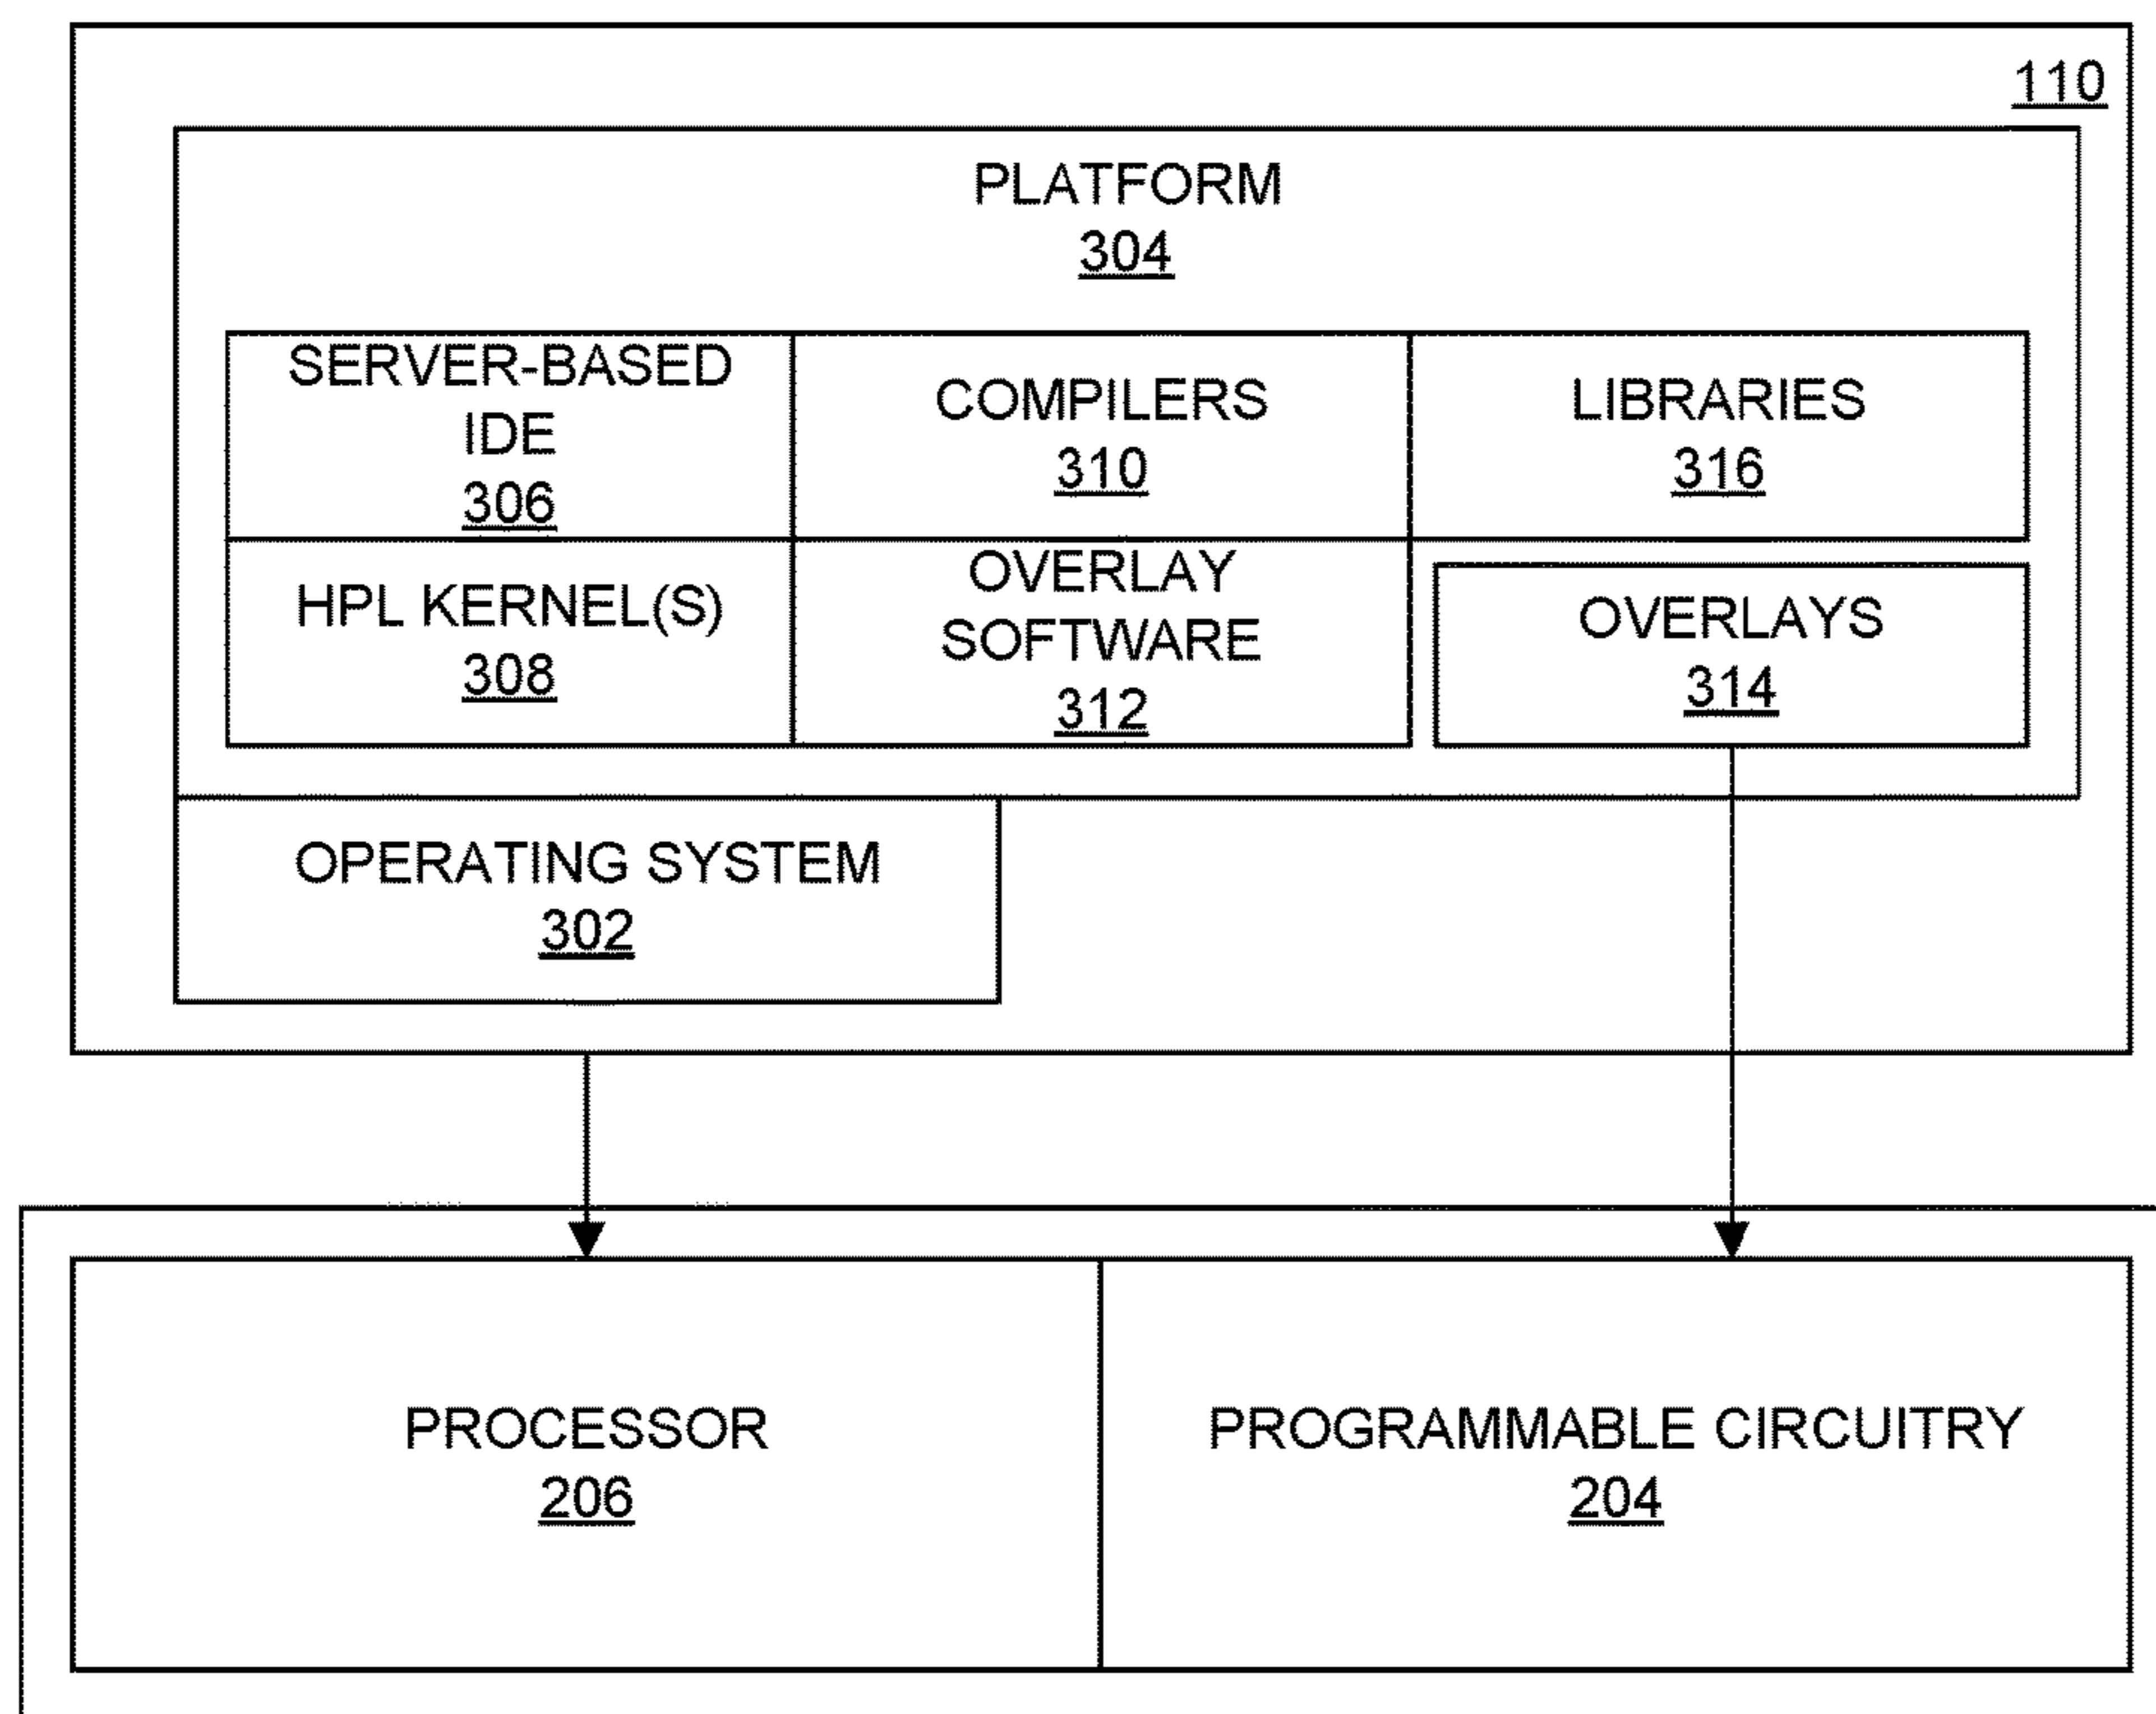 110
PLATFORM
304
SERVER-BASED
IDE
306
COMPILERS
310
LIBRARIES
316
HPL KERNEL(S)
308
OVERLAY
SOFTWARE
312
OVERLAYS
314
OPERATING SYSTEM
302
PROCESSOR
206
PROGRAMMABLE CIRCUITRY
204